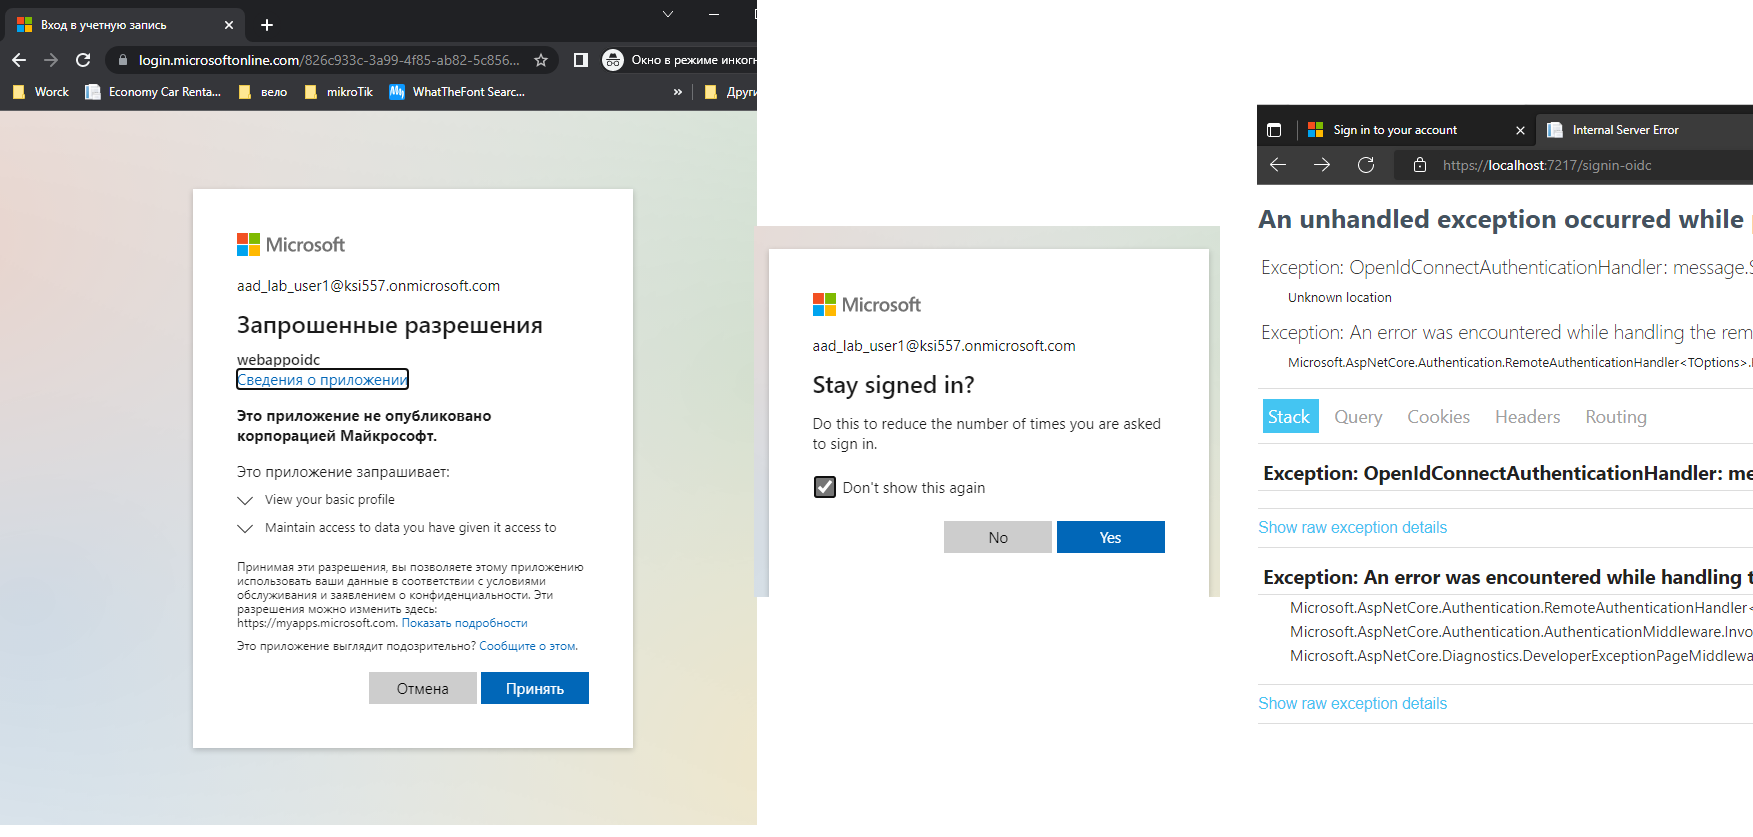 Вход в учетную запись
login.microsoftonline.com/826c933c-3a99-4f85-ab82-5c856...
Окно в режиме инкогн
Worck
Economy Car Renta...
вело
mikroTik
WhatTheFont Searc...
»
Други
Microsoft
aad_lab_user1@ksi557.onmicrosoft.com
Запрошенные разрешения
webappoidc
Сведения о приложении
Это приложение не опубликовано
корпорацией Майкрософт.
Это приложение запрашивает:
View your basic profile
Maintain access to data you have given it access to
Принимая эти разрешения, вы позволяете этому приложению
использовать ваши данные в соответствии с условиями
обслуживания и заявлением о конфиденциальности. Эти
разрешения можно изменить здесь:
https://myapps.microsoft.com. Показать подробности
Это приложение выглядит подозрительно? Сообщите о этом.
Отмена
Принять
Microsoft
aad_lab_user1@ksi557.onmicrosoft.com
Stay signed in?
Do this to reduce the number of times you are asked
to sign in.
Don't show this again
No
Yes
Sign in to your account
Internal Server Error
https://localhost:7217/signin-oidc
An unhandled exception occurred while
Exception: OpenIdConnectAuthenticationHandler: message.S
Unknown location
Exception: An error was encountered while handling the rem
Microsoft.AspNetCore.Authentication.RemoteAuthenticationHandler<TOptions>.
Stack
Query
Cookies
Headers
Routing
Exception: OpenIdConnectAuthenticationHandler: me
Show raw exception details
Exception: An error was encountered while handling t
Microsoft.AspNetCore.Authentication.RemoteAuthenticationHandler<
Microsoft.AspNetCore.Authentication.AuthenticationMiddleware.Invo
Microsoft.AspNetCore.Diagnostics.DeveloperExceptionPageMiddlewa
Show raw exception details